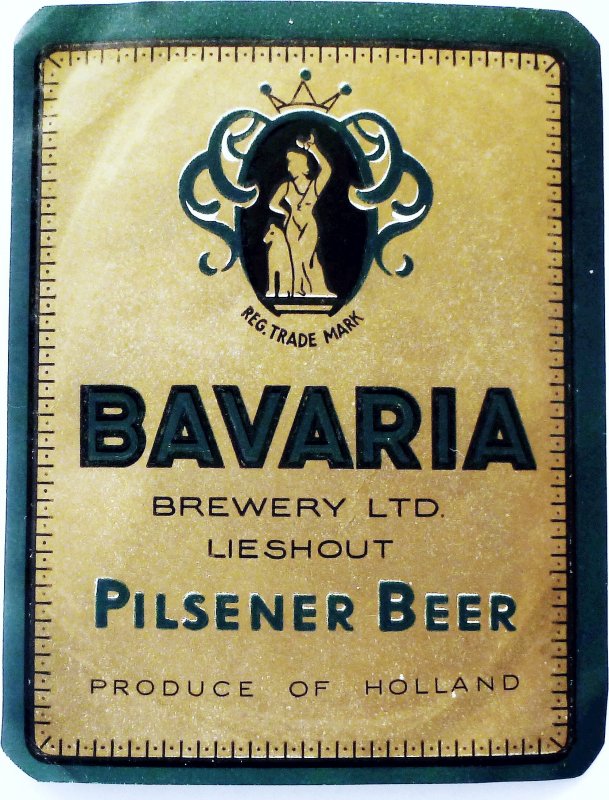 REG. TRADE MARK
BAVARIA
BREWERY LTD.
LIESHOUT
PILSENER BEER
PRODUCE OF HOLLAND